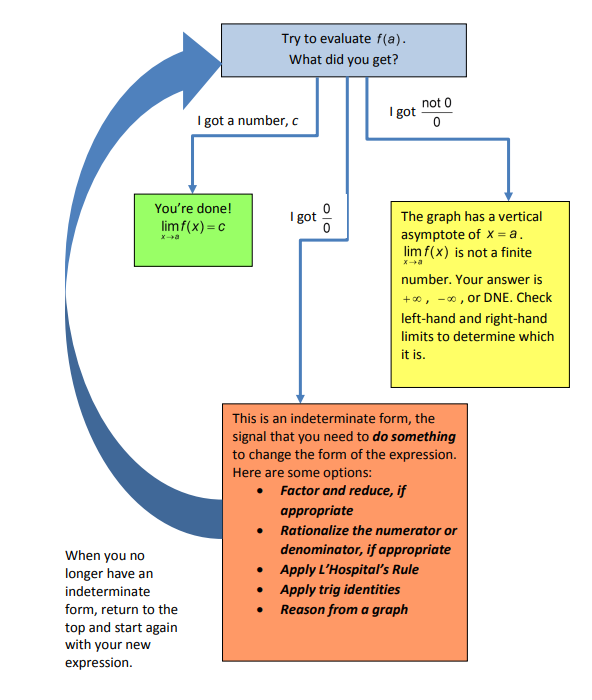 Try to evaluate f(a).
What did you get?
I got a number, c
I got not 0 / 0
You're done!
lim f(x) = c
x→a
I got 0 / 0
The graph has a vertical
asymptote of x = a.
lim f(x) is not a finite
x→a
number. Your answer is
+∞, −∞, or DNE. Check
left-hand and right-hand
limits to determine which
it is.
This is an indeterminate form, the
signal that you need to do something
to change the form of the expression.
Here are some options:
• Factor and reduce, if
appropriate
• Rationalize the numerator or
denominator, if appropriate
• Apply L'Hospital's Rule
• Apply trig identities
• Reason from a graph
When you no
longer have an
indeterminate
form, return to the
top and start again
with your new
expression.